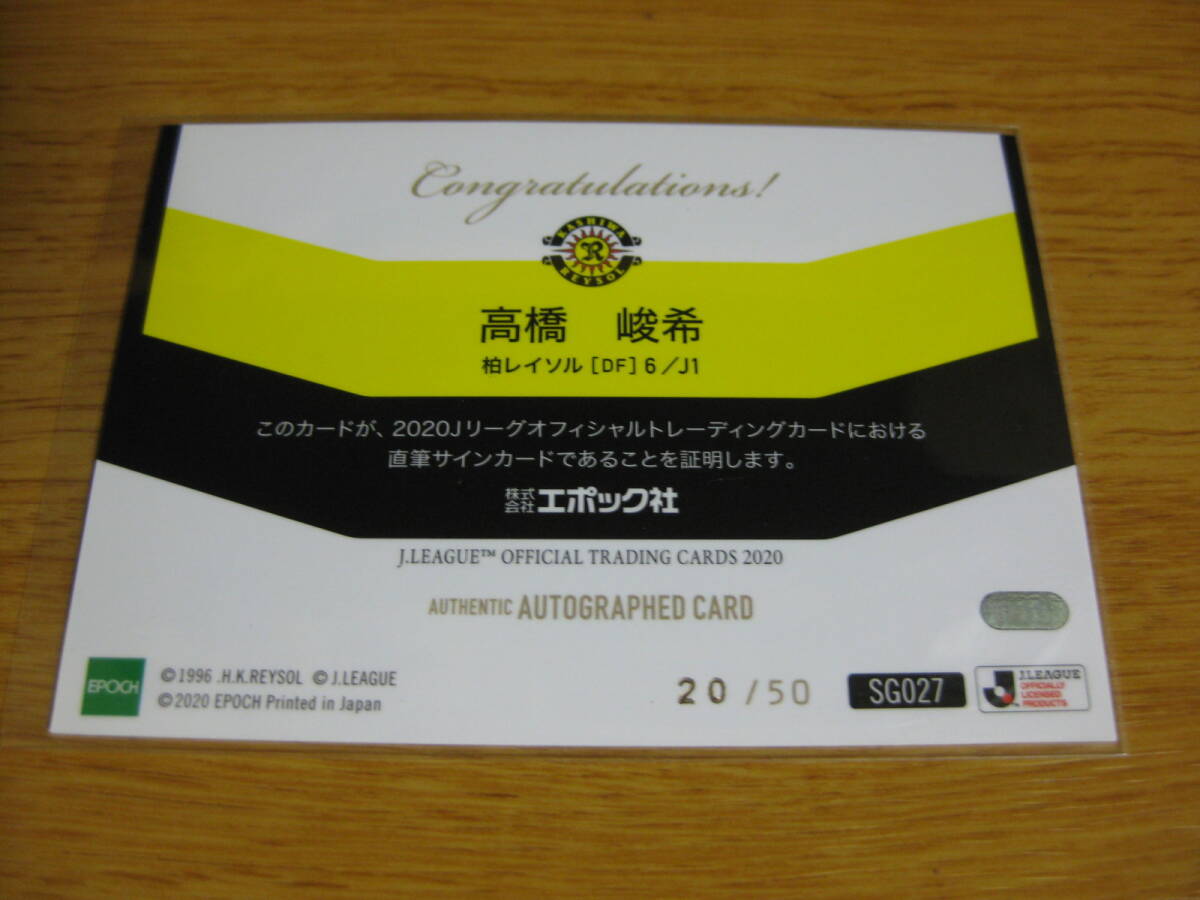 Congratulations!
KASHIWA
R
REYSOL
高橋　峻希
柏レイソル [DF] 6/J1
このカードが、2020Jリーグオフィシャルトレーディングカードにおける
直筆サインカードであることを証明します。
株式会社 エポック社
J.LEAGUE™ OFFICIAL TRADING CARDS 2020
AUTHENTIC AUTOGRAPHED CARD
EPOCH
©1996 .H.K.REYSOL ©J.LEAGUE
©2020 EPOCH Printed in Japan
20/50
SG027
J.LEAGUE
OFFICIALLY
LICENSED
PRODUCTS